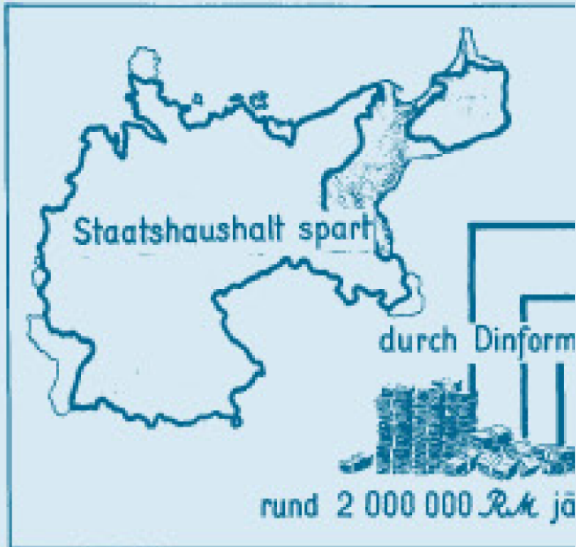 Staatshaushalt spart
durch Dinform
rund 2 000 000 RM jä